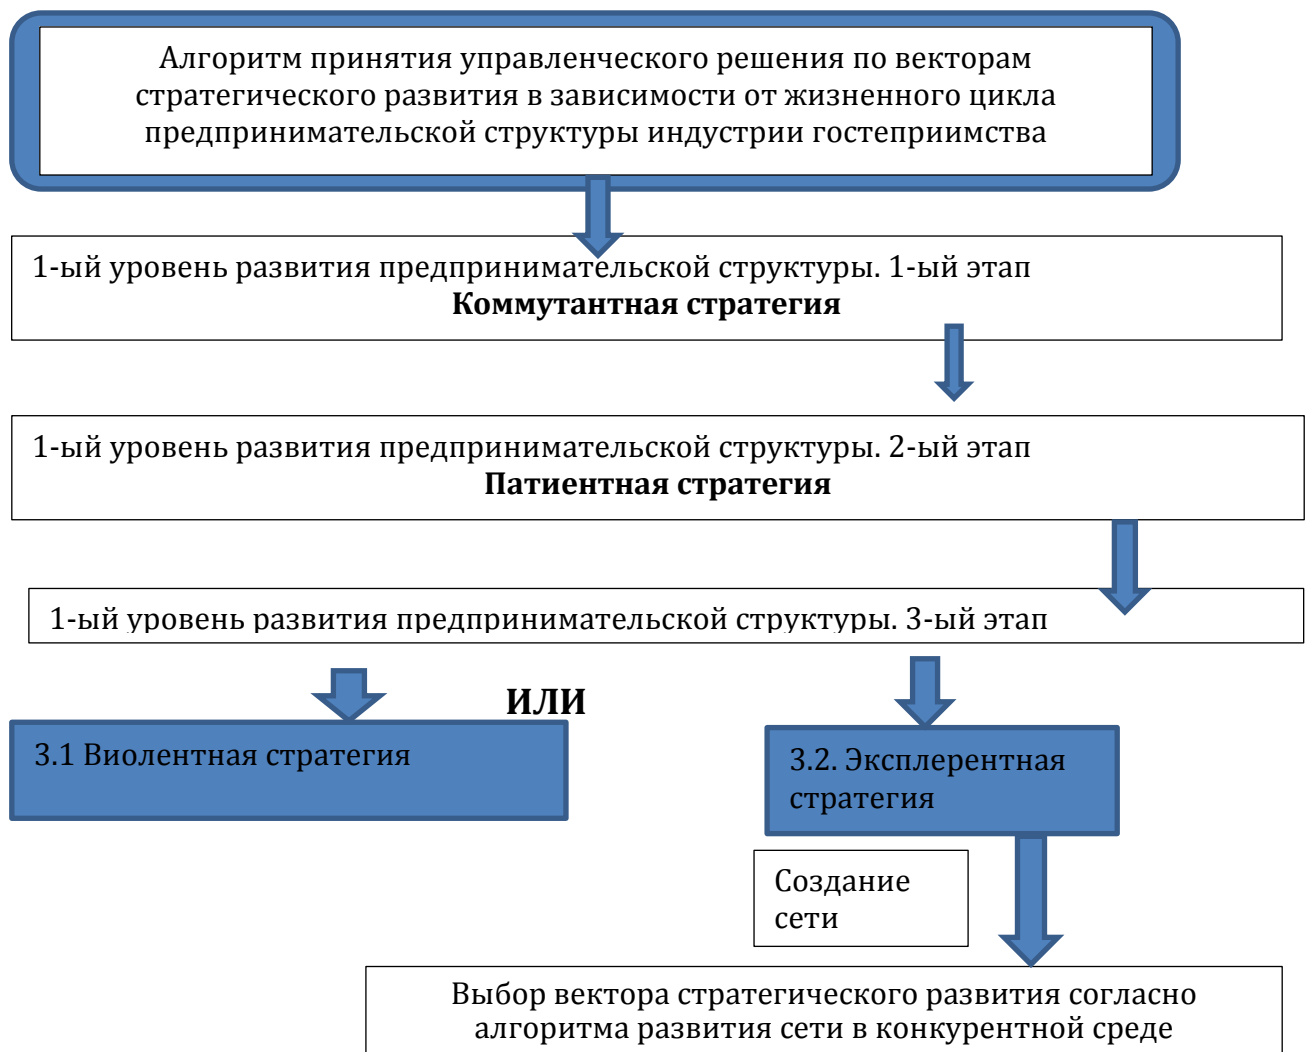 Алгоритм принятия управленческого решения по векторам
стратегического развития в зависимости от жизненного цикла
предпринимательской структуры индустрии гостеприимства
1-ый уровень развития предпринимательской структуры. 1-ый этап
Коммутантная стратегия
1-ый уровень развития предпринимательской структуры. 2-ый этап
Патиентная стратегия
1-ый уровень развития предпринимательской структуры. 3-ый этап
ИЛИ
3.1 Виолентная стратегия
3.2. Эксплерентная
стратегия
Создание
сети
Выбор вектора стратегического развития согласно
алгоритма развития сети в конкурентной среде